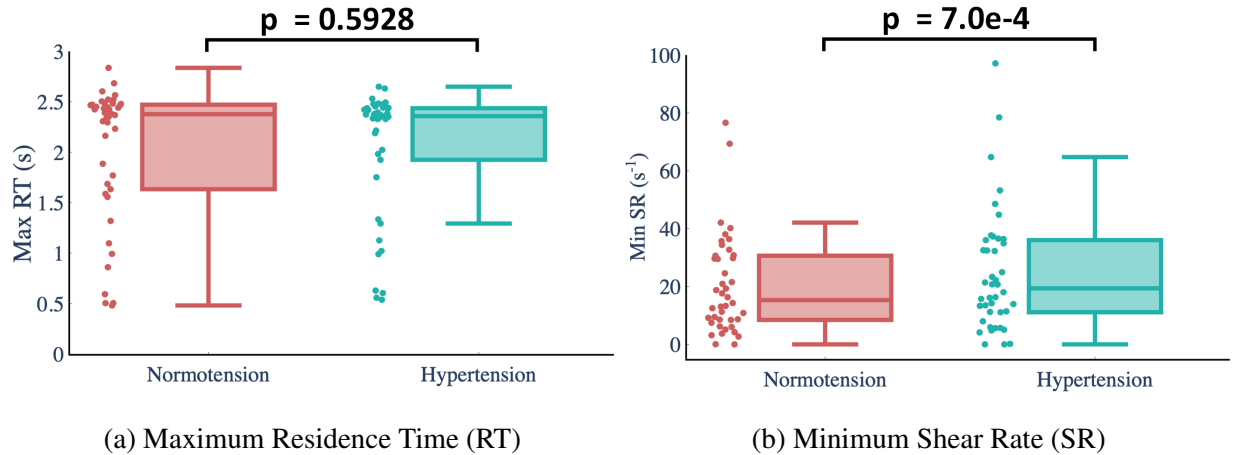 p = 0.5928
3
2.5
2
1.5
1
0.5
0
Max RT (s)
Normotension
Hypertension
(a) Maximum Residence Time (RT)
p = 7.0e-4
100
80
60
40
20
0
Min SR (s⁻¹)
Normotension
Hypertension
(b) Minimum Shear Rate (SR)